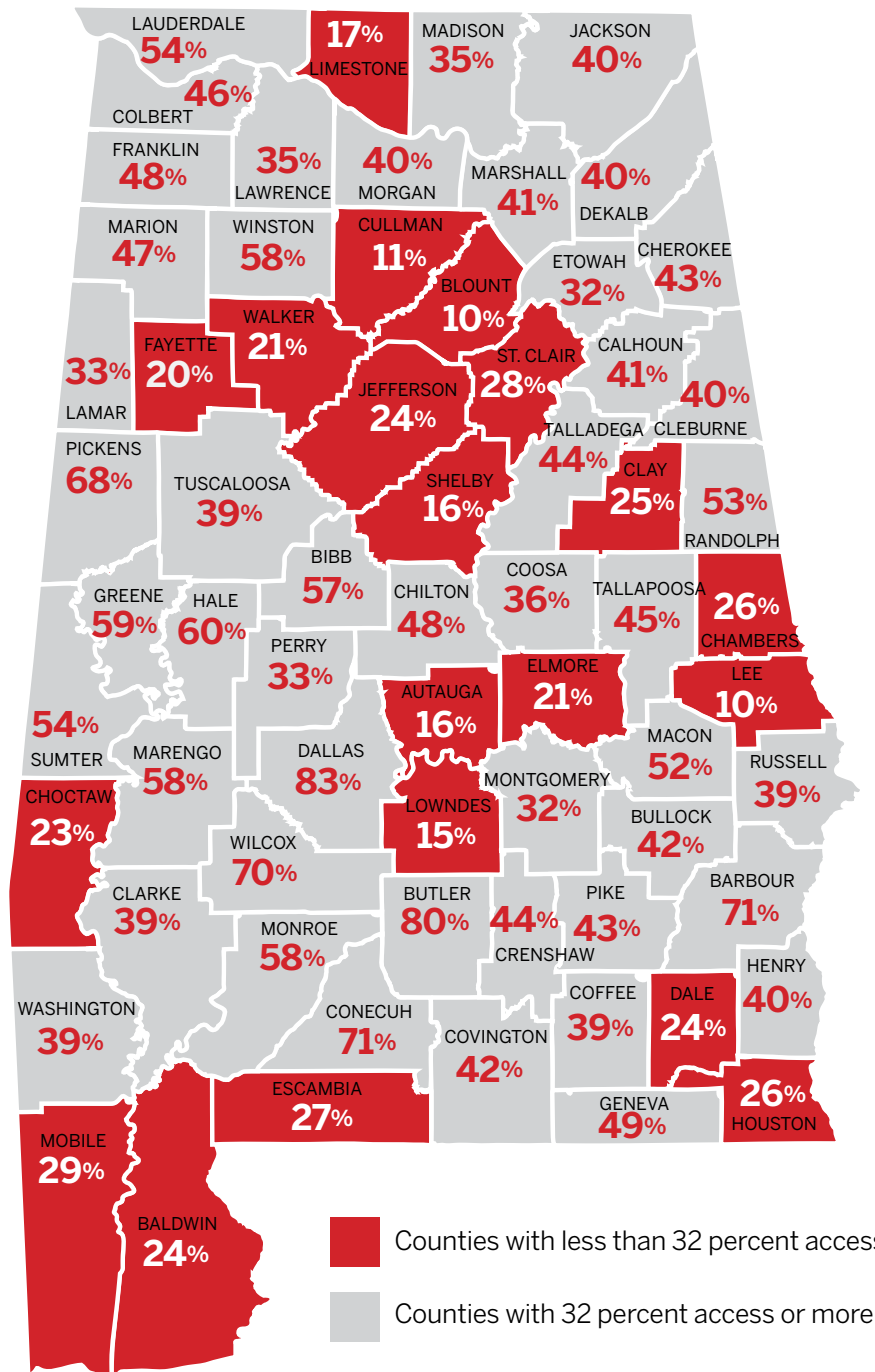 LAUDERDALE
54%
17%
LIMESTONE
MADISON
35%
JACKSON
40%
46%
COLBERT
FRANKLIN
48%
35%
LAWRENCE
40%
MORGAN
MARSHALL
41%
40%
DEKALB
MARION
47%
WINSTON
58%
CULLMAN
11%
BLOUNT
10%
ETOWAH
32%
CHEROKEE
43%
33%
LAMAR
FAYETTE
20%
WALKER
21%
JEFFERSON
24%
ST. CLAIR
28%
CALHOUN
41%
40%
CLEBURNE
PICKENS
68%
TUSCALOOSA
39%
SHELBY
16%
TALLADEGA
44%
CLAY
25%
53%
RANDOLPH
GREENE
59%
HALE
60%
BIBB
57%
CHILTON
48%
COOSA
36%
TALLAPOOSA
45%
26%
CHAMBERS
PERRY
33%
AUTAUGA
16%
ELMORE
21%
LEE
10%
54%
SUMTER
MARENGO
58%
DALLAS
83%
LOWNDES
15%
MONTGOMERY
32%
MACON
52%
RUSSELL
39%
CHOCTAW
23%
WILCOX
70%
BULLOCK
42%
CLARKE
39%
MONROE
58%
BUTLER
80%
44%
CRENSHAW
PIKE
43%
BARBOUR
71%
WASHINGTON
39%
CONECUH
71%
COVINGTON
42%
COFFEE
39%
DALE
24%
HENRY
40%
ESCAMBIA
27%
GENEVA
49%
26%
HOUSTON
MOBILE
29%
BALDWIN
24%
Counties with less than 32 percent access
Counties with 32 percent access or more